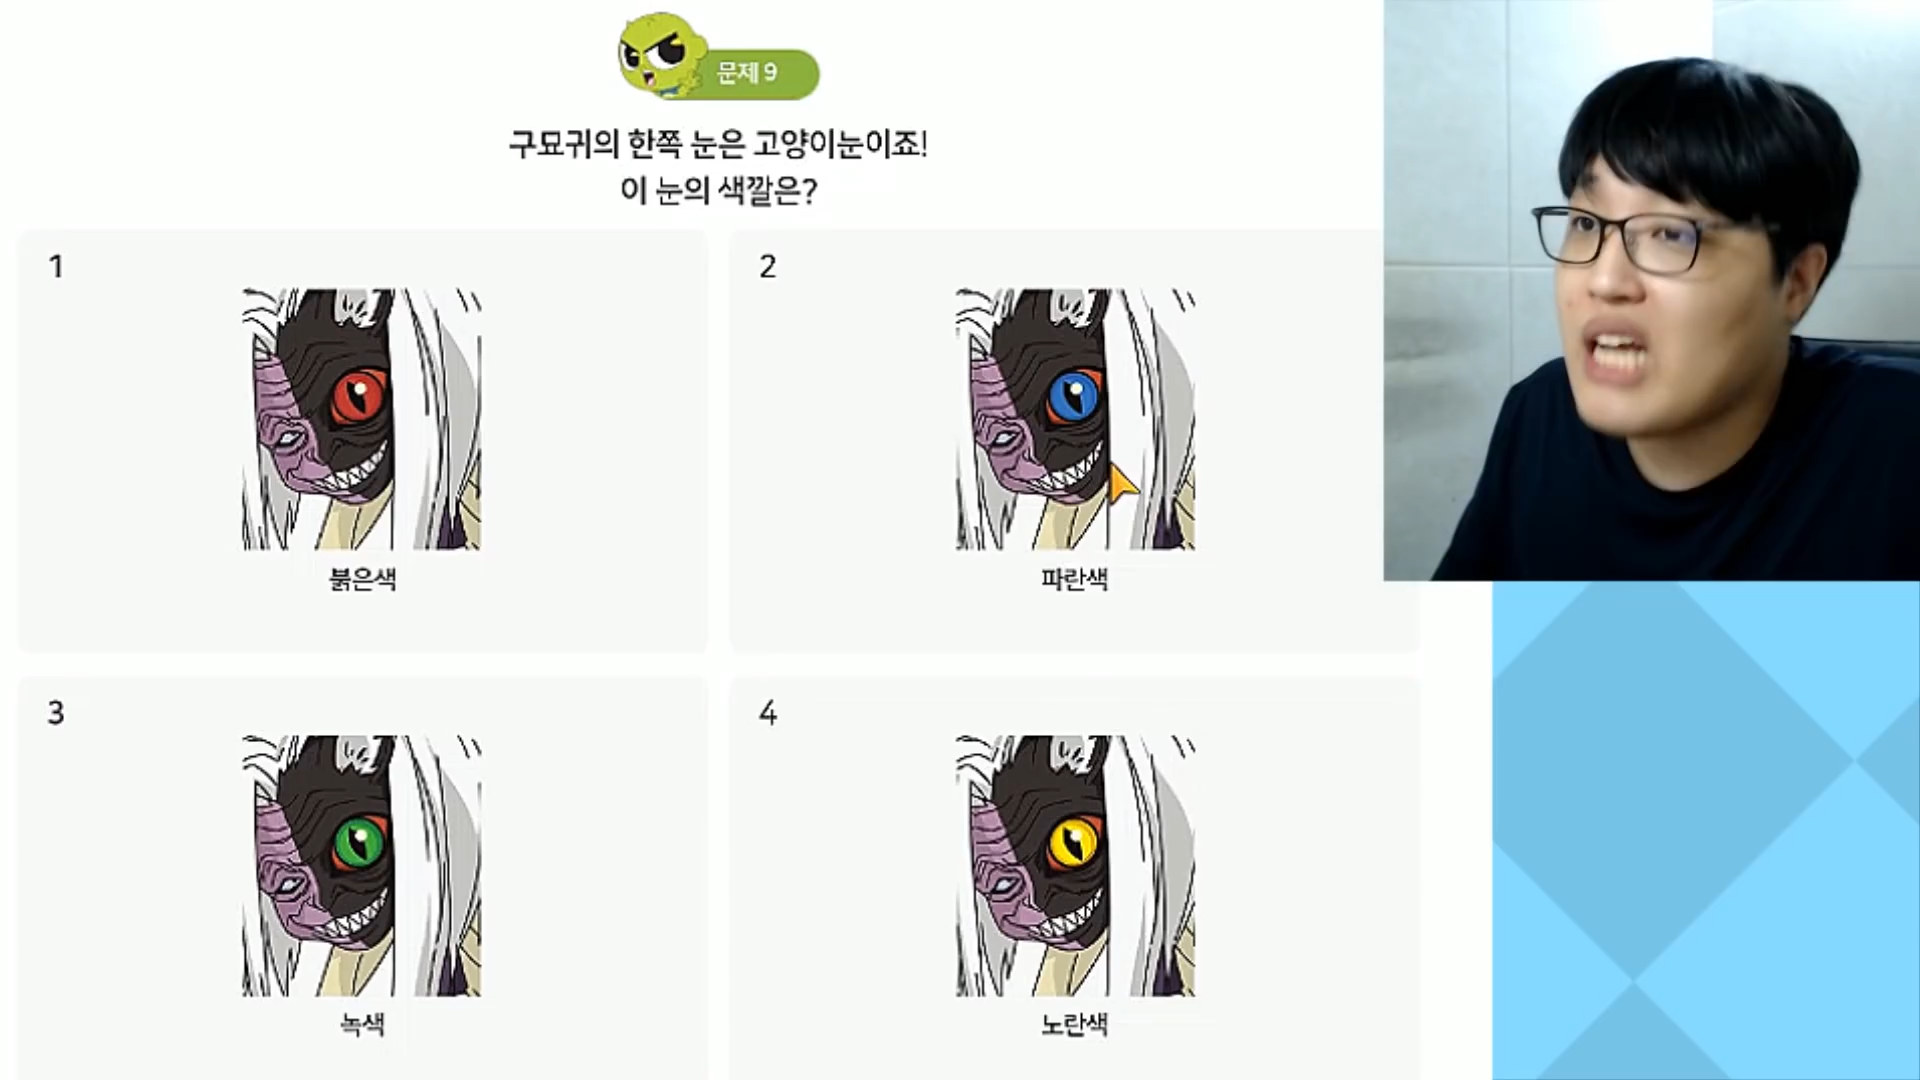 문제 9
구묘귀의 한쪽 눈은 고양이눈이죠!
이 눈의 색깔은?
1
붉은색
2
파란색
3
녹색
4
노란색